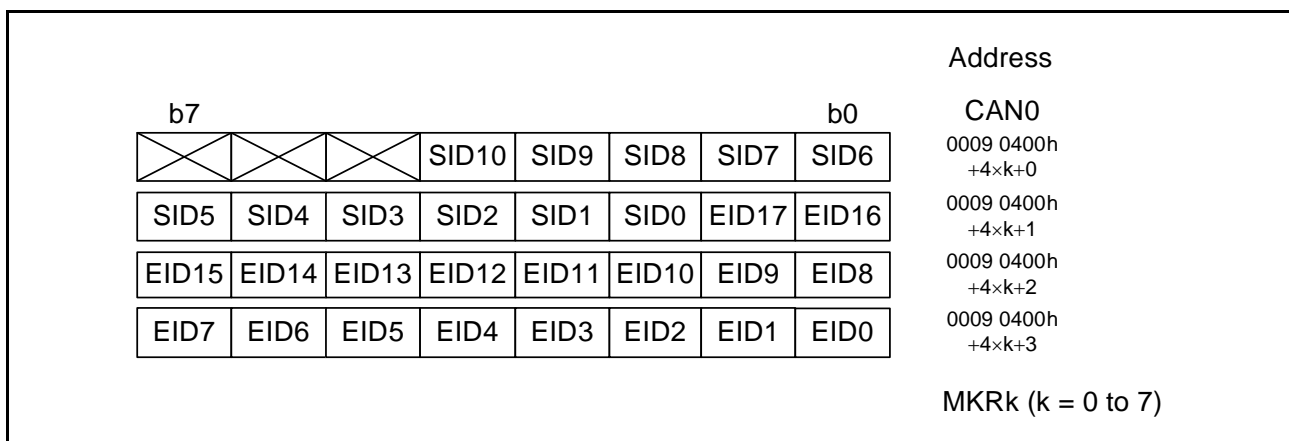 Address
b7 b0 CAN0
SID10 SID9 SID8 SID7 SID6 0009 0400h
+4×k+0
SID5 SID4 SID3 SID2 SID1 SID0 EID17 EID16 0009 0400h
+4×k+1
EID15 EID14 EID13 EID12 EID11 EID10 EID9 EID8 0009 0400h
+4×k+2
EID7 EID6 EID5 EID4 EID3 EID2 EID1 EID0 0009 0400h
+4×k+3
MKRk (k = 0 to 7)